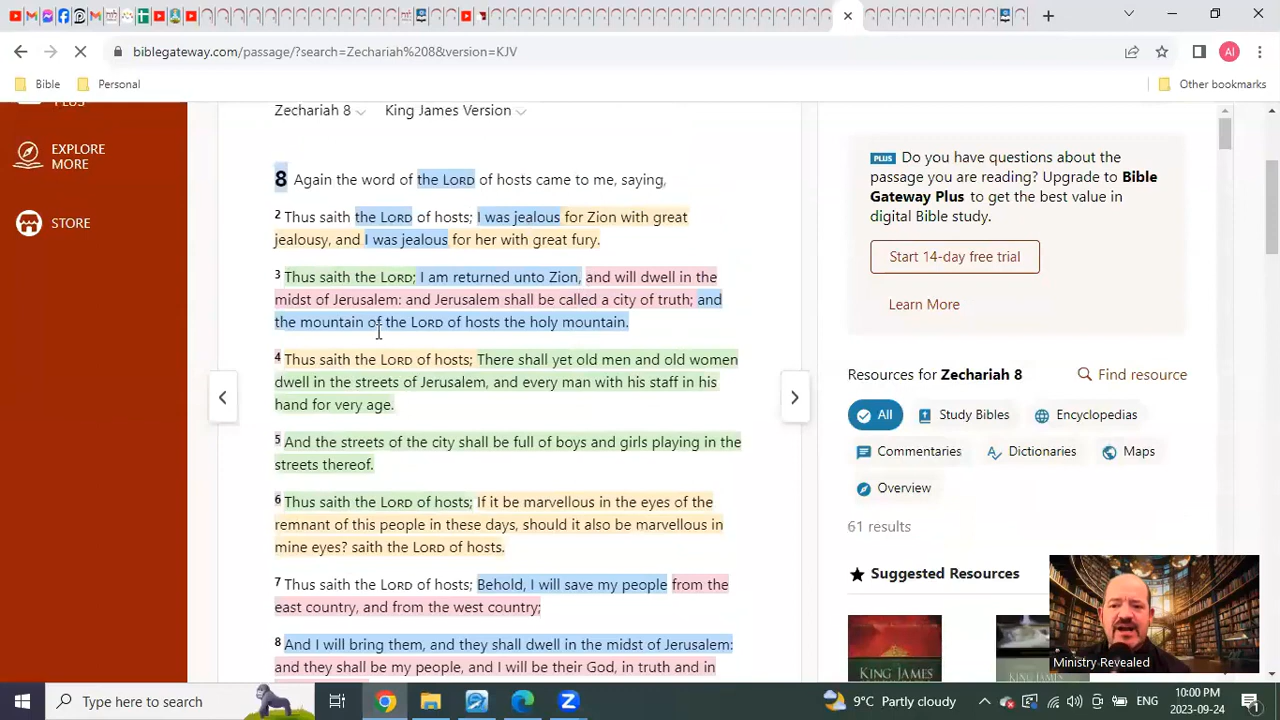 biblegateway.com/passage/?search=Zechariah%208&version=KJV
AI
Bible
Personal
Other bookmarks
PLUS
EXPLORE
MORE
STORE
Zechariah 8
King James Version
8 Again the word of the LORD of hosts came to me, saying,
2 Thus saith the LORD of hosts; I was jealous for Zion with great
jealousy, and I was jealous for her with great fury.
3 Thus saith the LORD; I am returned unto Zion, and will dwell in the
midst of Jerusalem: and Jerusalem shall be called a city of truth; and
the mountain of the LORD of hosts the holy mountain.
4 Thus saith the LORD of hosts; There shall yet old men and old women
dwell in the streets of Jerusalem, and every man with his staff in his
hand for very age.
5 And the streets of the city shall be full of boys and girls playing in the
streets thereof.
6 Thus saith the LORD of hosts; If it be marvellous in the eyes of the
remnant of this people in these days, should it also be marvellous in
mine eyes? saith the LORD of hosts.
7 Thus saith the LORD of hosts; Behold, I will save my people from the
east country, and from the west country;
8 And I will bring them, and they shall dwell in the midst of Jerusalem:
and they shall be my people, and I will be their God, in truth and in
PLUS Do you have questions about the
passage you are reading? Upgrade to Bible
Gateway Plus to get instant answers from
digital Bible study.
Start 14-day free trial
Learn More
Resources for Zechariah 8
Find resource
All
Study Bibles
Encyclopedias
Commentaries
Dictionaries
Maps
Overview
61 results
Suggested Resources
KING JAMES
Ministry Revealed
Type here to search
9°C Partly cloudy
ENG
10:00 PM
2023-09-24
1